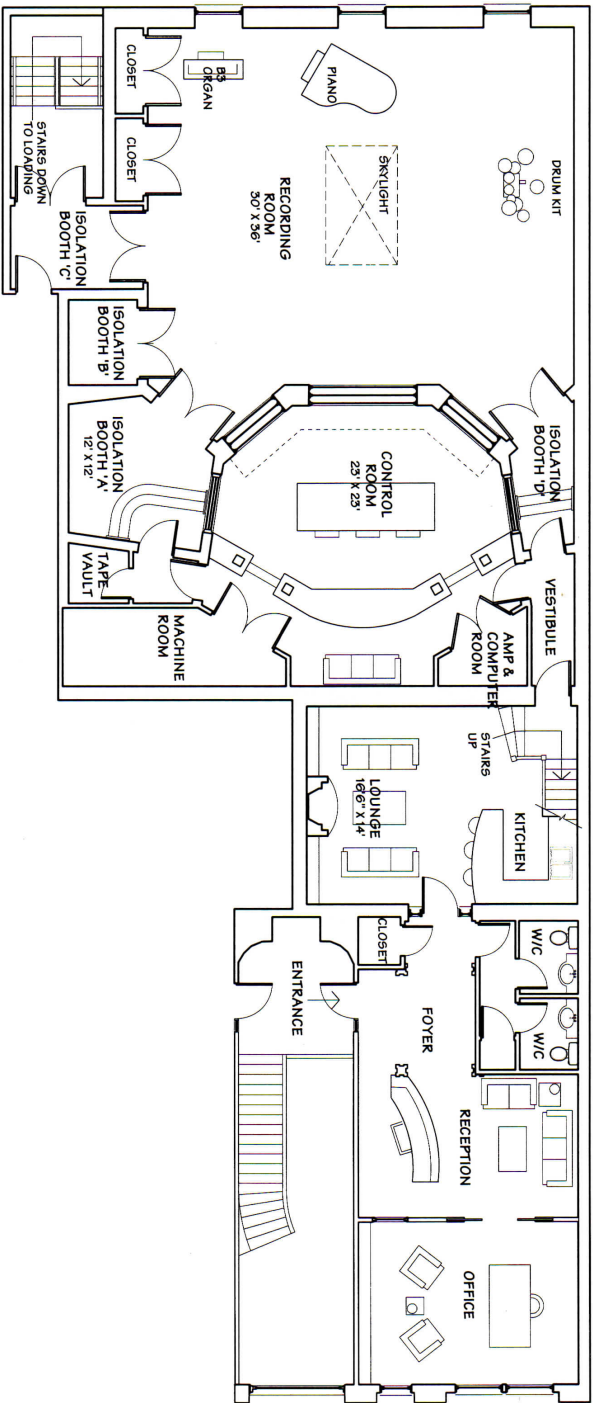 CLOSET
B3
ORGAN
PIANO
DRUM KIT
STAIRS DOWN
TO LOADING
CLOSET
SKYLIGHT
RECORDING
ROOM
30' X 36'
ISOLATION
BOOTH 'C'
ISOLATION
BOOTH 'B'
ISOLATION
BOOTH 'A'
12' X 12'
CONTROL
ROOM
23' X 23'
ISOLATION
BOOTH 'D'
TAPE
VAULT
MACHINE
ROOM
AMP &
COMPUTER
ROOM
VESTIBULE
STAIRS
UP
LOUNGE
16'6" X 14'
KITCHEN
CLOSET
W/C
W/C
ENTRANCE
FOYER
RECEPTION
OFFICE